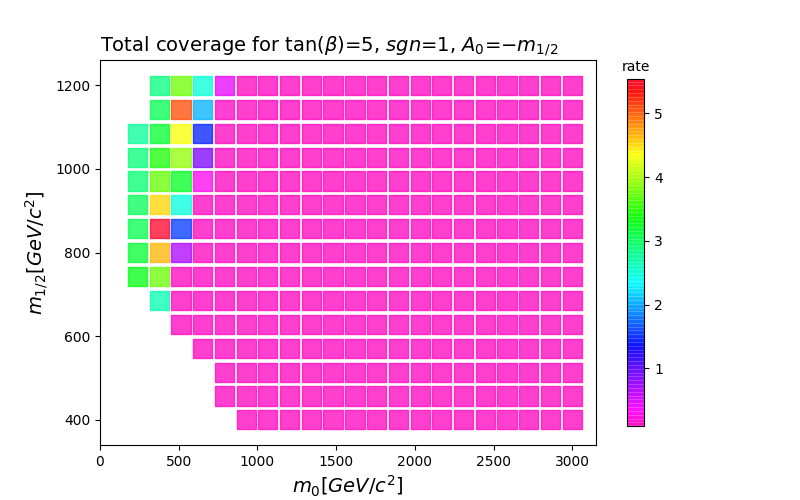 Total coverage for tan(β)=5, sgn=1, A₀=−m₁/₂
rate
1200
1000
800
600
400
m₁/₂[GeV/c²]
0 500 1000 1500 2000 2500 3000
m₀[GeV/c²]
5
4
3
2
1